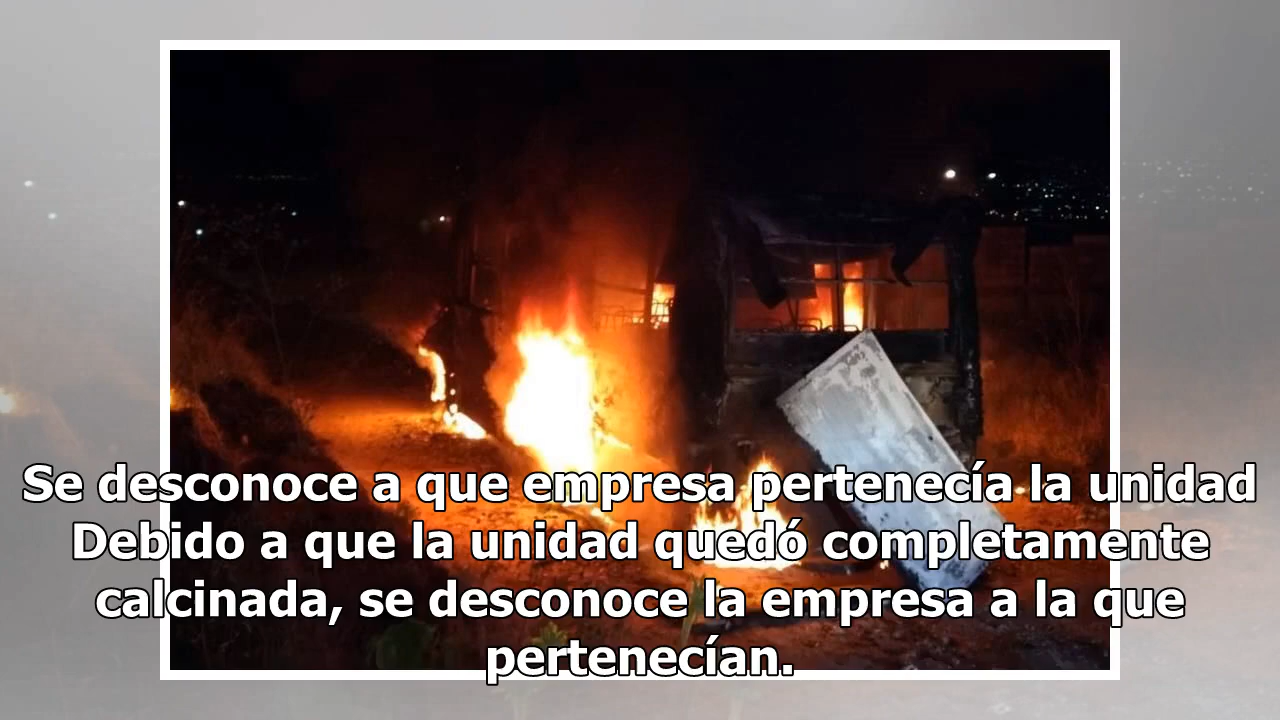 Se desconoce a que empresa pertenecía la unidad
Debido a que la unidad quedó completamente
calcinada, se desconoce la empresa a la que
pertenecían.